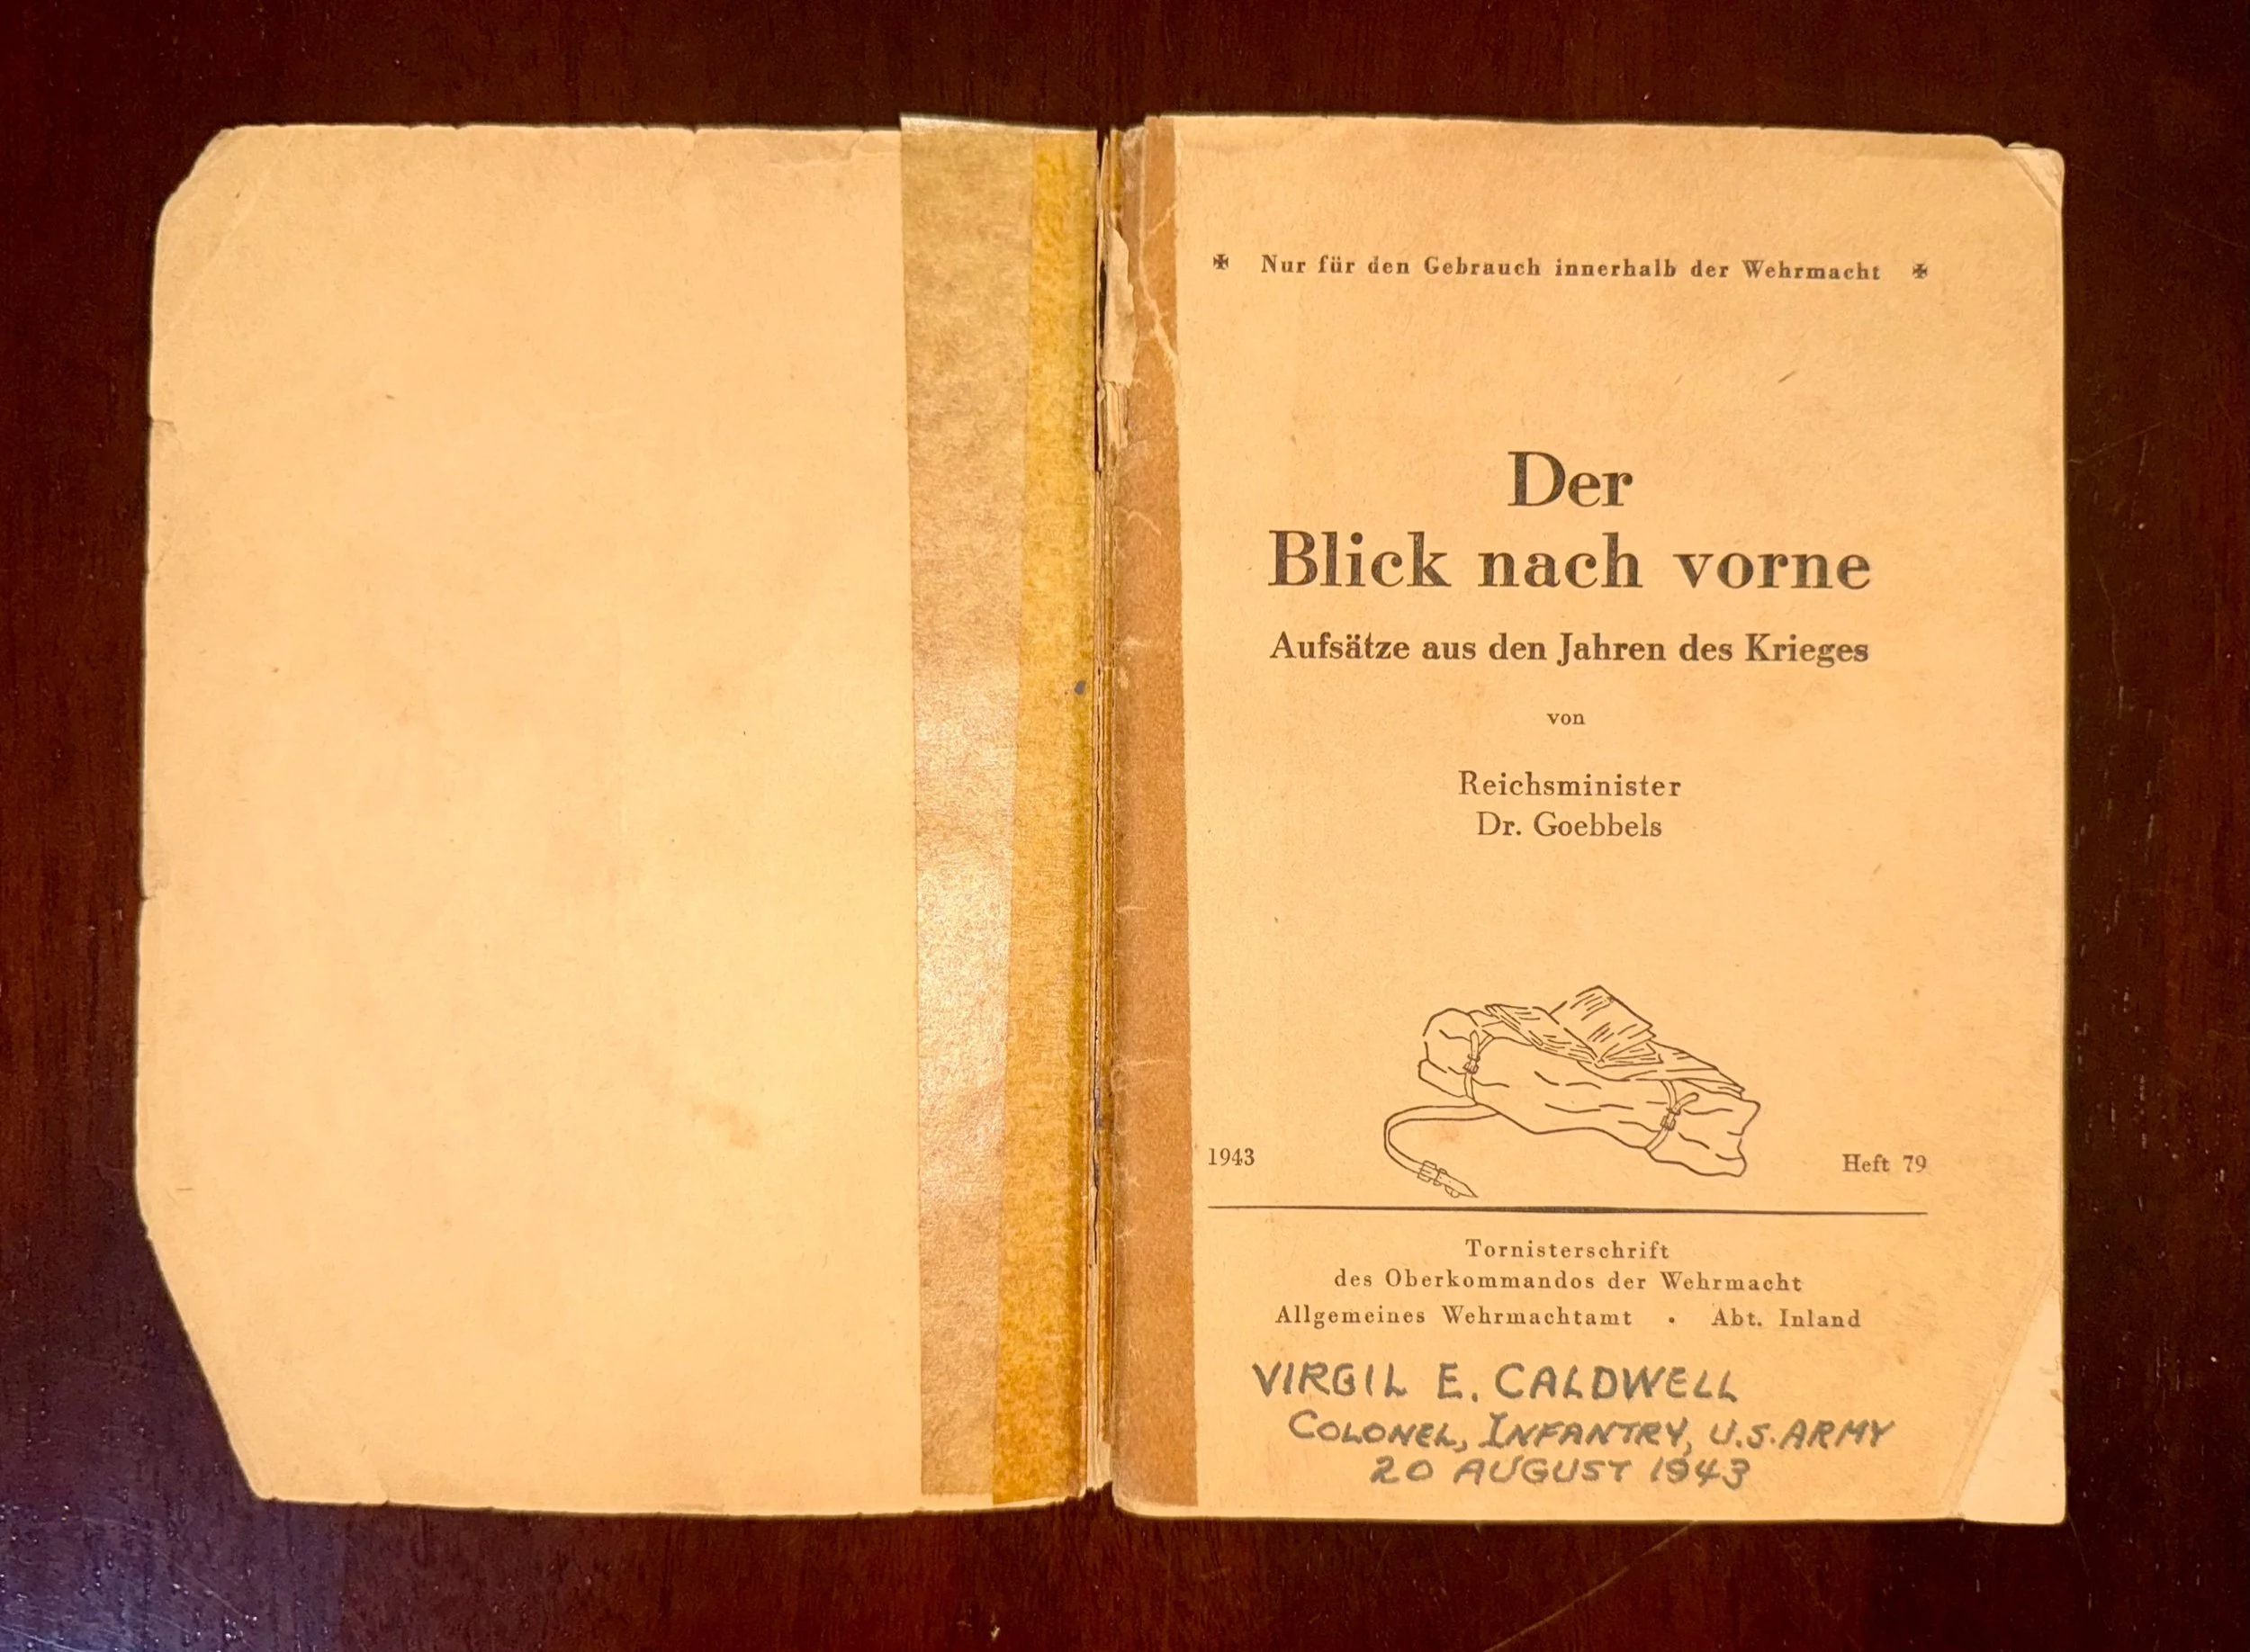 ✠ Nur für den Gebrauch innerhalb der Wehrmacht ✠
Der
Blick nach vorne
Aufsätze aus den Jahren des Krieges
von
Reichsminister
Dr. Goebbels
1943 Heft 79
Tornisterschrift
des Oberkommandos der Wehrmacht
Allgemeines Wehrmachtamt • Abt. Inland
VIRGIL E. CALDWELL
COLONEL, INFANTRY, U.S. ARMY
20 AUGUST 1943